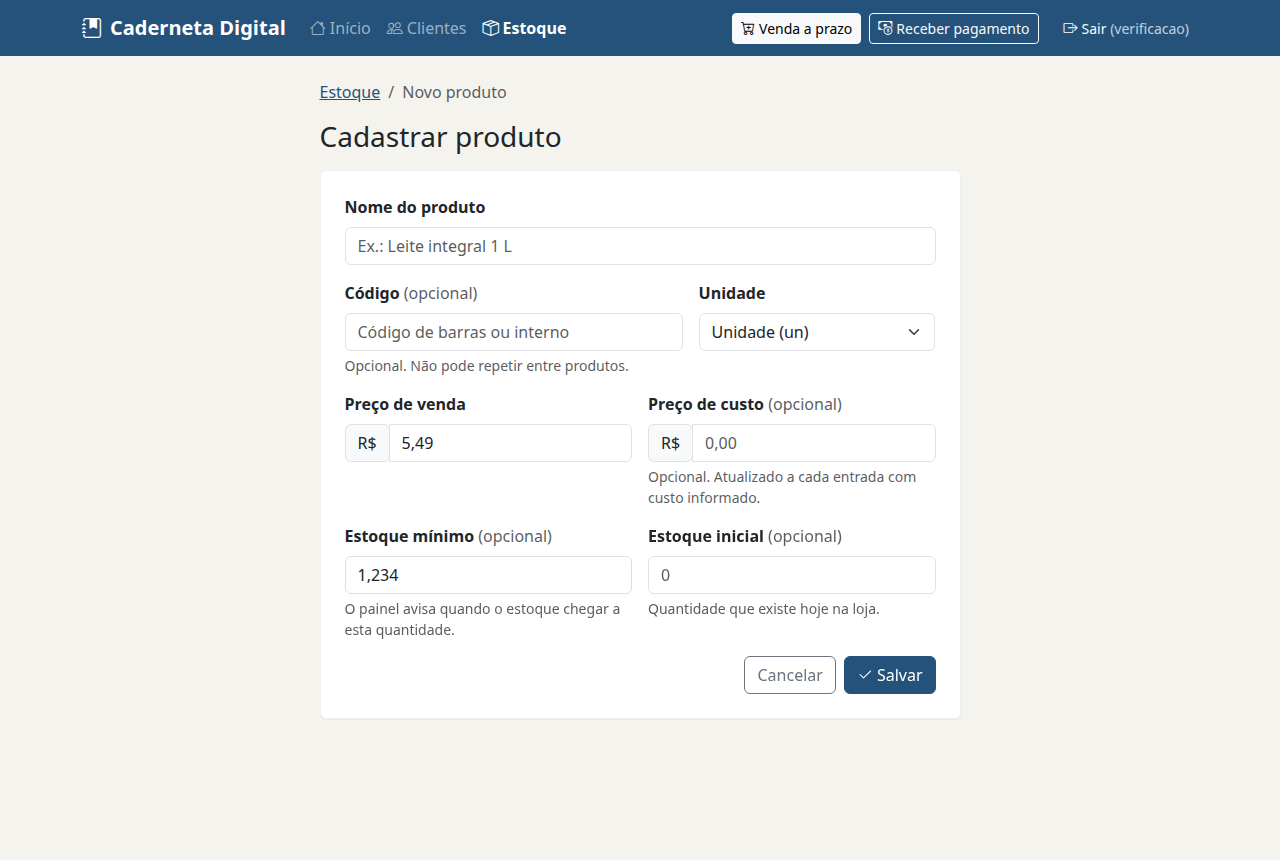 Caderneta Digital Início Clientes Estoque Venda a prazo Receber pagamento Sair (verificacao)
Estoque / Novo produto
Cadastrar produto
Nome do produto
Ex.: Leite integral 1 L
Código (opcional) Unidade
Código de barras ou interno Unidade (un)
Opcional. Não pode repetir entre produtos.
Preço de venda Preço de custo (opcional)
R$ 5,49 R$ 0,00
Opcional. Atualizado a cada entrada com
custo informado.
Estoque mínimo (opcional) Estoque inicial (opcional)
1,234 0
O painel avisa quando o estoque chegar a Quantidade que existe hoje na loja.
esta quantidade.
Cancelar Salvar